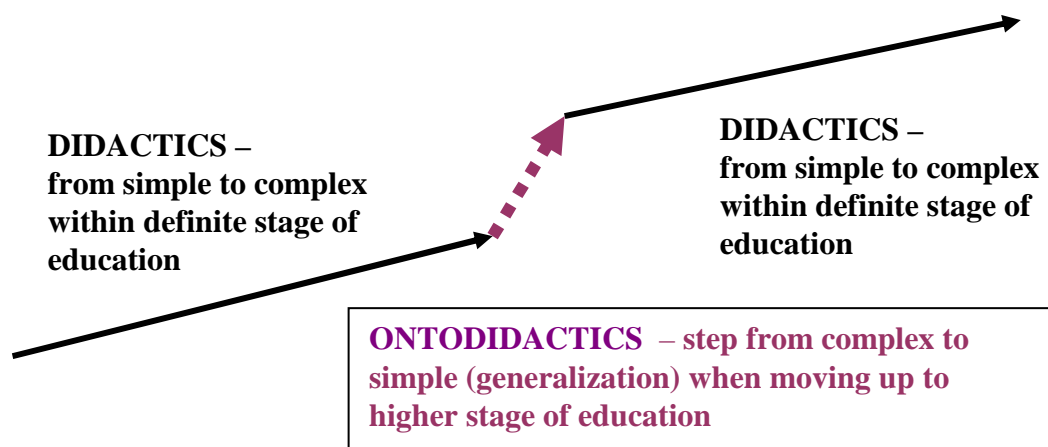 DIDACTICS –
from simple to complex
within definite stage of
education
DIDACTICS –
from simple to complex
within definite stage of
education
ONTODIDACTICS – step from complex to
simple (generalization) when moving up to
higher stage of education